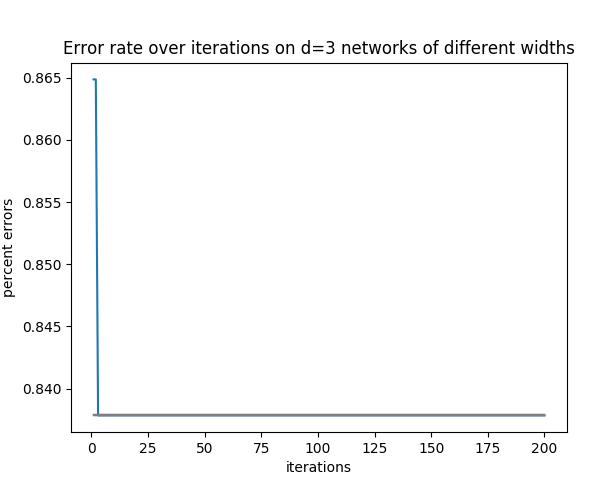 Error rate over iterations on d=3 networks of different widths
0.865
0.860
0.855
0.850
0.845
0.840
percent errors
0 25 50 75 100 125 150 175 200
iterations